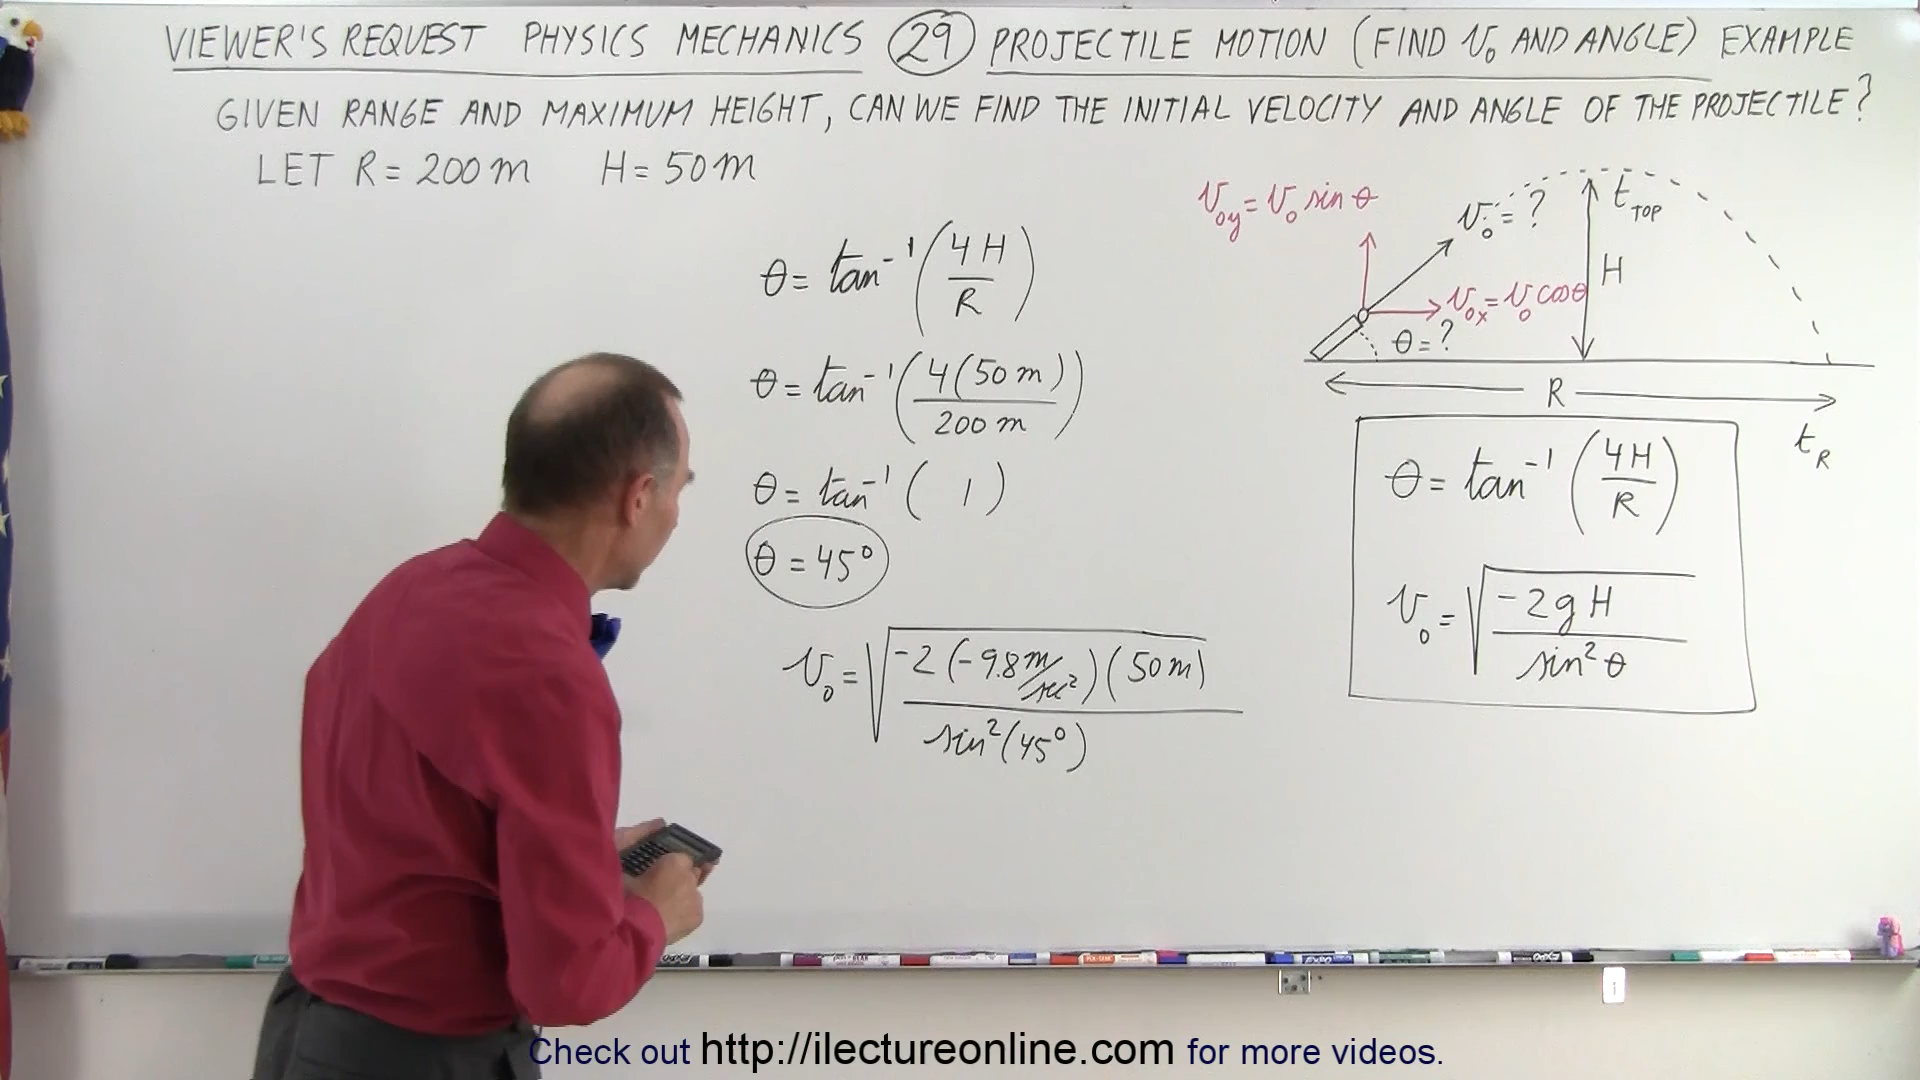 VIEWER'S REQUEST PHYSICS MECHANICS 29 PROJECTILE MOTION (FIND v₀ AND ANGLE) EXAMPLE
GIVEN RANGE AND MAXIMUM HEIGHT, CAN WE FIND THE INITIAL VELOCITY AND ANGLE OF THE PROJECTILE?
LET R = 200 m H = 50 m
θ = tan⁻¹ (4H/R)
θ = tan⁻¹ (4(50 m)/200 m)
θ = tan⁻¹ ( 1 )
θ = 45°
v₀ = √(-2(-9.8 m/sec²)(50 m)/sin²(45°))
v₀y = v₀ sin θ
v₀ = ?
t TOP
H
v₀x = v₀ cos θ
θ = ?
R
t R
θ = tan⁻¹ (4H/R)
v₀ = √(-2gH/sin²θ)
EXPO
Check out http://ilectureonline.com for more videos.